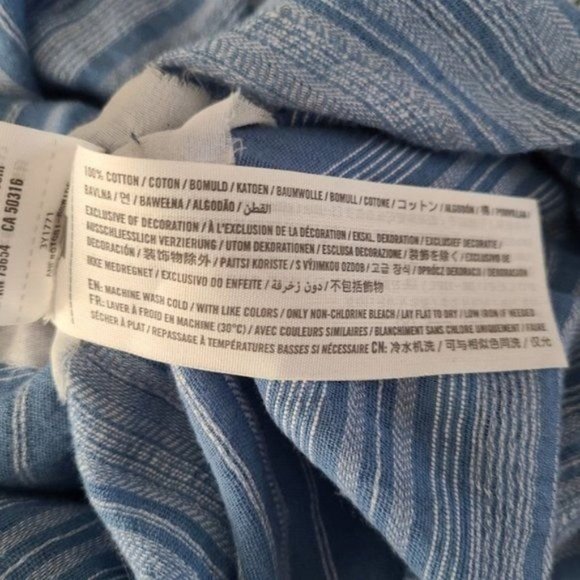 100% COTTON / COTON / BOMULD / KATOEN / BAUMWOLLE / BOMULL / COTONE / コットン / ALGODÓN / 棉 /
BAVLNA / 면 / BAWEŁNA / ALGODÃO / القطن
EXCLUSIVE OF DECORATION / À L'EXCLUSION DE LA DÉCORATION / EKSKL. DEKORATION / EXCLUSIEF DECORATIE /
AUSSCHLIESSLICH VERZIERUNG / UTOM DEKORATIONEN / ESCLUSA DECORAZIONE / 装飾を除く / EXCLUSIVO DE
DECORACIÓN / 装饰物除外 / PAITSI KORISTE / S VÝJIMKOU OZDOB / 고급 장식 / OPRÓCZ DEKORACJI / DEKORASYON
IKKE MEDREGNET / EXCLUSIVO DO ENFEITE / دون زخرفة / 不包括飾物
EN: MACHINE WASH COLD / WITH LIKE COLORS / ONLY NON-CHLORINE BLEACH / LAY FLAT TO DRY / LOW IRON IF NEEDED.
FR: LAVER À FROID EN MACHINE (30°C) / AVEC COULEURS SIMILAIRES / BLANCHIMENT SANS CHLORE UNIQUEMENT / FAIRE
SÉCHER À PLAT / REPASSAGE À TEMPÉRATURES BASSES SI NÉCESSAIRE CN: 冷水机洗 / 可与相似色同洗 / 仅允
75654 CA 50316
3Y1771